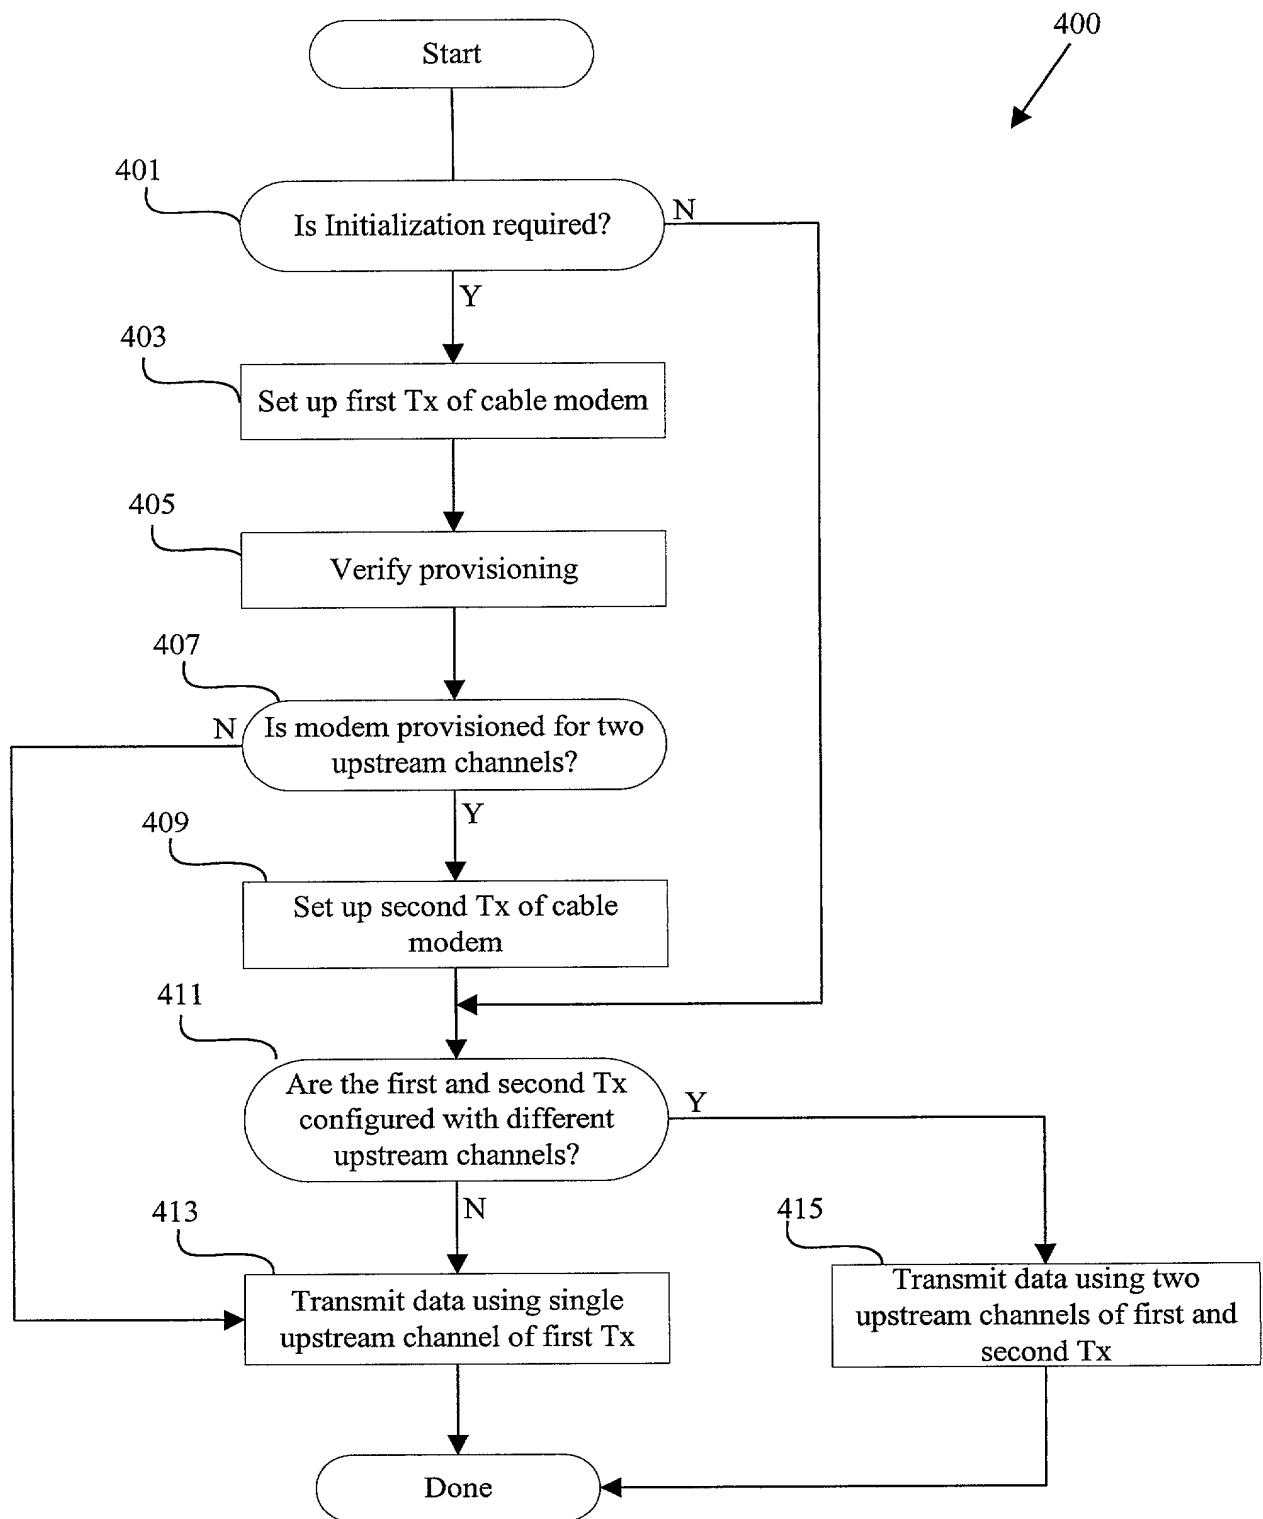 400
Start
401
Is Initialization required?
N
Y
403
Set up first Tx of cable modem
405
Verify provisioning
407
N
Is modem provisioned for two
upstream channels?
Y
409
Set up second Tx of cable
modem
411
Are the first and second Tx
configured with different
upstream channels?
Y
N
413
Transmit data using single
upstream channel of first Tx
415
Transmit data using two
upstream channels of first and
second Tx
Done